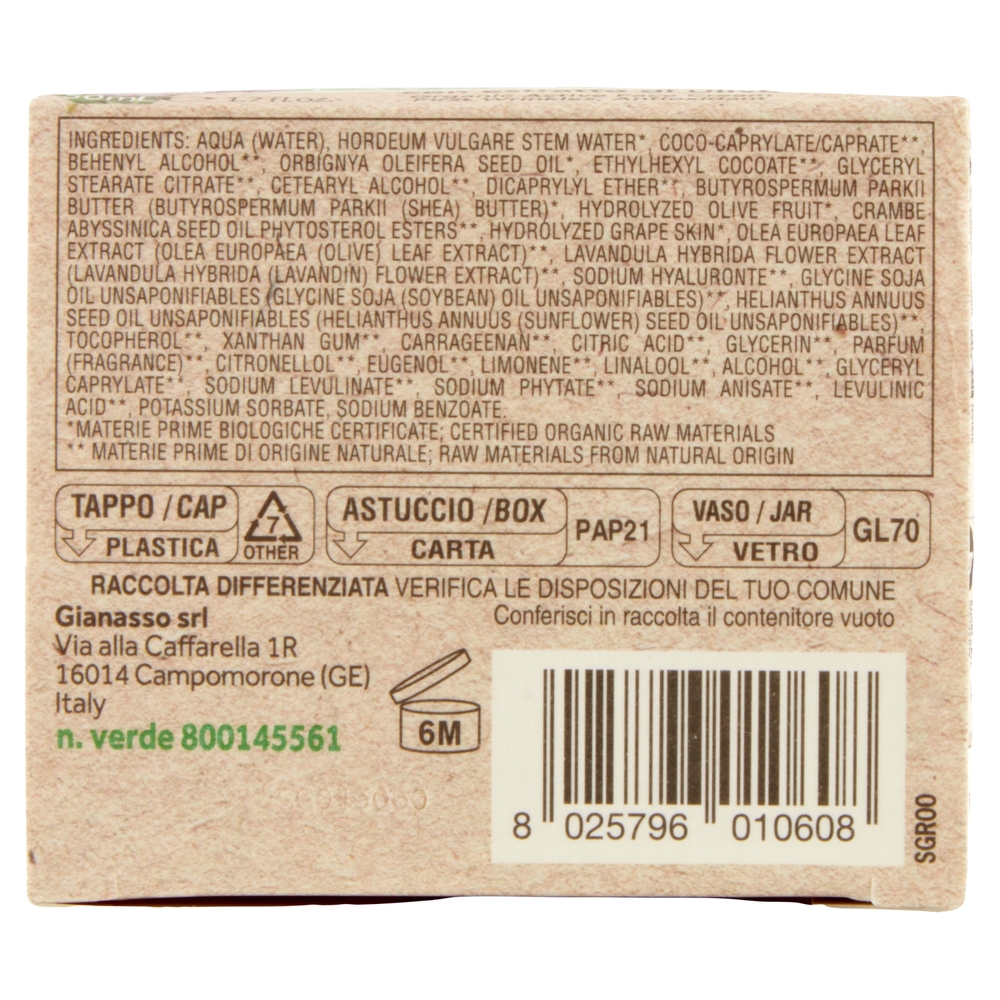 1.7 fl.oz.
INGREDIENTS: AQUA (WATER), HORDEUM VULGARE STEM WATER*, COCO-CAPRYLATE/CAPRATE**,
BEHENYL ALCOHOL**, ORBIGNYA OLEIFERA SEED OIL*, ETHYLHEXYL COCOATE**, GLYCERYL
STEARATE CITRATE**, CETEARYL ALCOHOL**, DICAPRYLYL ETHER**, BUTYROSPERMUM PARKII
BUTTER (BUTYROSPERMUM PARKII (SHEA) BUTTER)*, HYDROLYZED OLIVE FRUIT*, CRAMBE
ABYSSINICA SEED OIL PHYTOSTEROL ESTERS**, HYDROLYZED GRAPE SKIN*, OLEA EUROPAEA LEAF
EXTRACT (OLEA EUROPAEA (OLIVE) LEAF EXTRACT)**, LAVANDULA HYBRIDA FLOWER EXTRACT
(LAVANDULA HYBRIDA (LAVANDIN) FLOWER EXTRACT)**, SODIUM HYALURONTE**, GLYCINE SOJA
OIL UNSAPONIFIABLES (GLYCINE SOJA (SOYBEAN) OIL UNSAPONIFIABLES)**, HELIANTHUS ANNUUS
SEED OIL UNSAPONIFIABLES (HELIANTHUS ANNUUS (SUNFLOWER) SEED OIL UNSAPONIFIABLES)**,
TOCOPHEROL**, XANTHAN GUM**, CARRAGEENAN**, CITRIC ACID**, GLYCERIN**, PARFUM
(FRAGRANCE)**, CITRONELLOL**, EUGENOL**, LIMONENE**, LINALOOL**, ALCOHOL**, GLYCERYL
CAPRYLATE**, SODIUM LEVULINATE**, SODIUM PHYTATE**, SODIUM ANISATE**, LEVULINIC
ACID**, POTASSIUM SORBATE, SODIUM BENZOATE.
*MATERIE PRIME BIOLOGICHE CERTIFICATE; CERTIFIED ORGANIC RAW MATERIALS
** MATERIE PRIME DI ORIGINE NATURALE; RAW MATERIALS FROM NATURAL ORIGIN
TAPPO / CAP
PLASTICA
7
OTHER
ASTUCCIO / BOX
CARTA
PAP21
VASO / JAR
VETRO
GL70
RACCOLTA DIFFERENZIATA VERIFICA LE DISPOSIZIONI DEL TUO COMUNE
Conferisci in raccolta il contenitore vuoto
Gianasso srl
Via alla Caffarella 1R
16014 Campomorone (GE)
Italy
n. verde 800145561
6M
8 025796 010608
SGR00